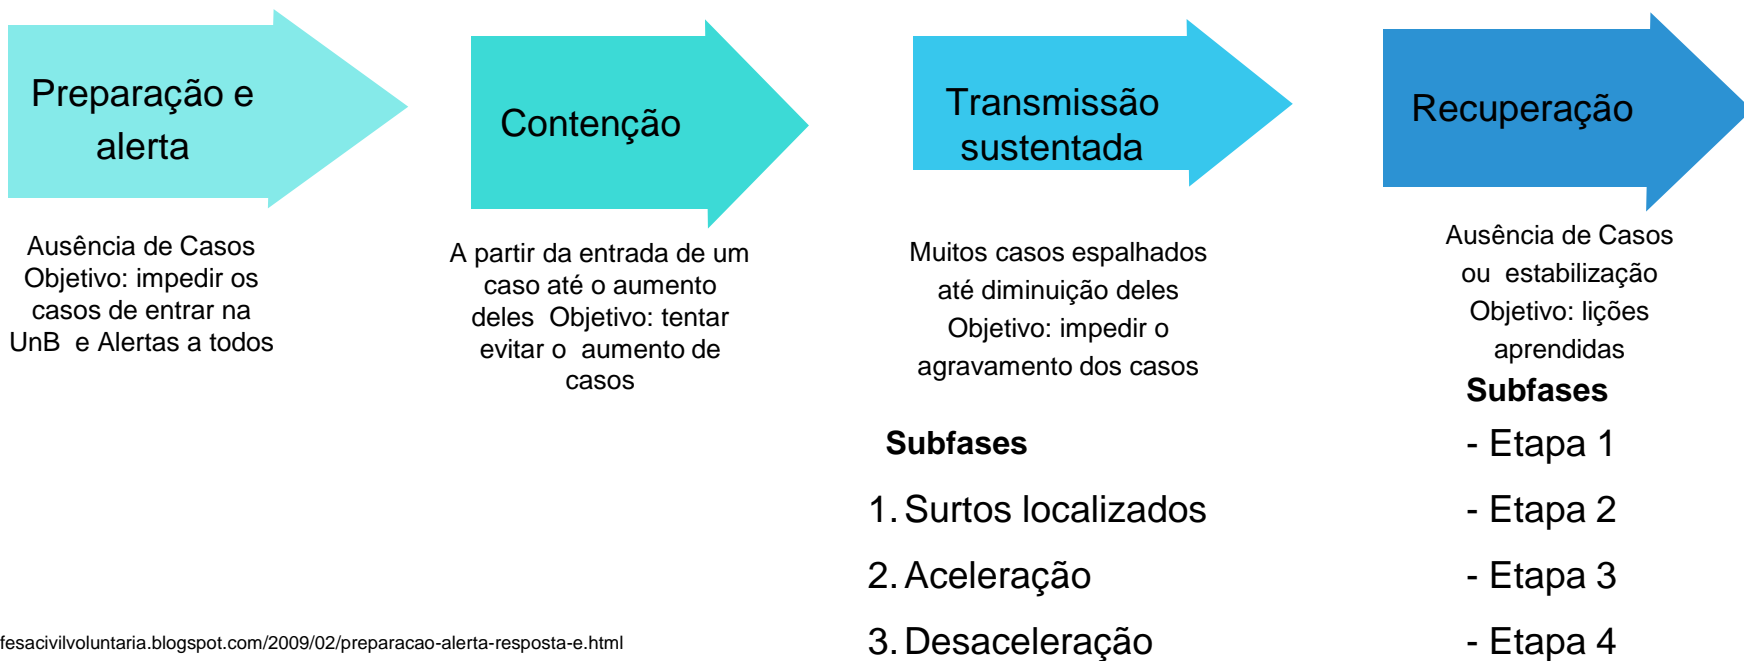 Preparação e
alerta
Ausência de Casos
Objetivo: impedir os
casos de entrar na
UnB e Alertas a todos
Contenção
A partir da entrada de um
caso até o aumento
deles Objetivo: tentar
evitar o aumento de
casos
Transmissão
sustentada
Muitos casos espalhados
até diminuição deles
Objetivo: impedir o
agravamento dos casos
Subfases
1. Surtos localizados
2. Aceleração
3. Desaceleração
Recuperação
Ausência de Casos
ou estabilização
Objetivo: lições
aprendidas
Subfases
- Etapa 1
- Etapa 2
- Etapa 3
- Etapa 4
fesacivilvoluntaria.blogspot.com/2009/02/preparacao-alerta-resposta-e.html